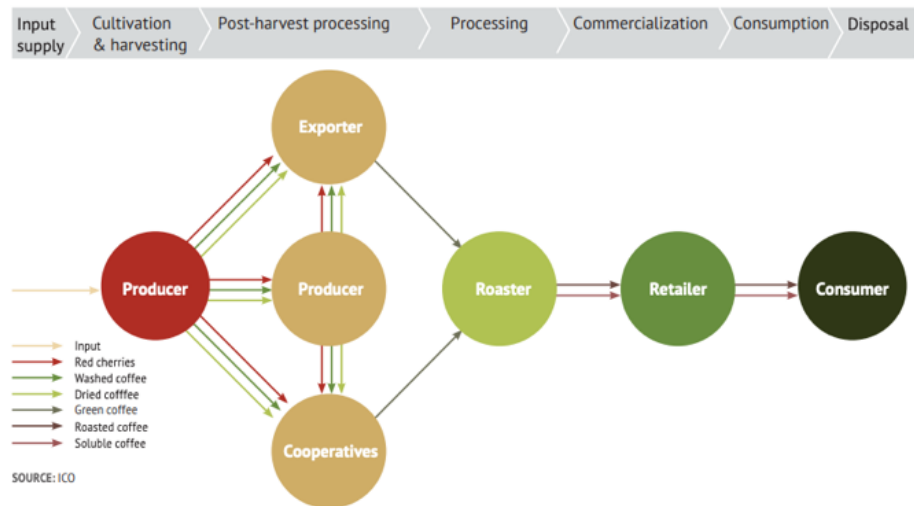 Input supply
Cultivation & harvesting
Post-harvest processing
Processing
Commercialization
Consumption
Disposal
Exporter
Producer
Producer
Roaster
Retailer
Consumer
Cooperatives
Input
Red cherries
Washed coffee
Dried cofffee
Green coffee
Roasted coffee
Soluble coffee
SOURCE: ICO